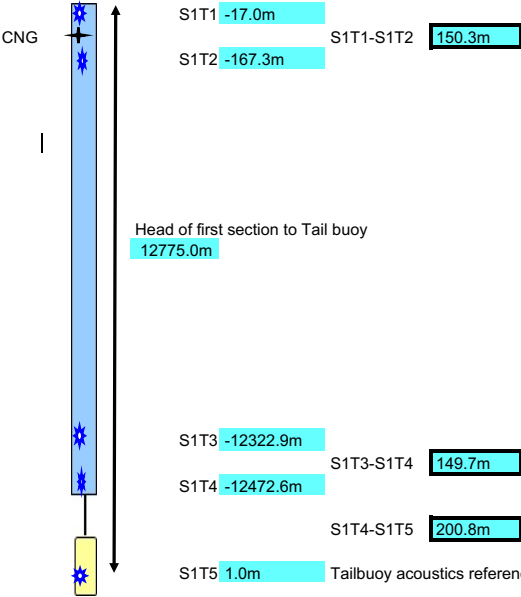 S1T1 -17.0m
CNG S1T1-S1T2 150.3m
S1T2 -167.3m
Head of first section to Tail buoy
12775.0m
S1T3 -12322.9m
S1T3-S1T4 149.7m
S1T4 -12472.6m
S1T4-S1T5 200.8m
S1T5 1.0m Tailbuoy acoustics referen